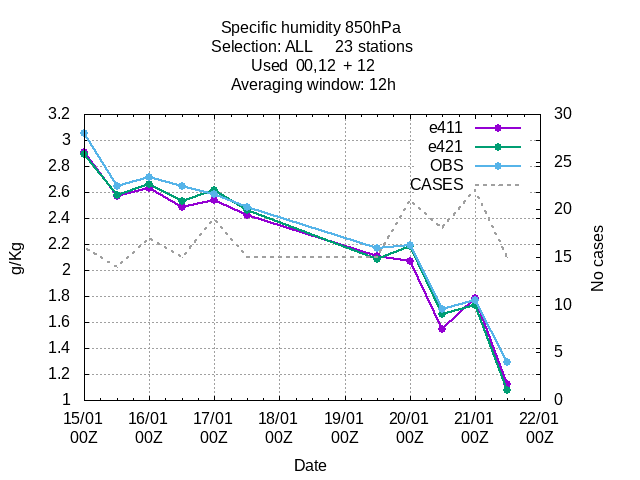 Specific humidity 850hPa
Selection: ALL 23 stations
Used 00,12 + 12
Averaging window: 12h
3.2
3
2.8
2.6
2.4
2.2
2
1.8
1.6
1.4
1.2
1
30
25
20
15
10
5
0
e411
e421
OBS
CASES
g/Kg
No cases
15/01 16/01 17/01 18/01 19/01 20/01 21/01 22/01
00Z 00Z 00Z 00Z 00Z 00Z 00Z 00Z
Date